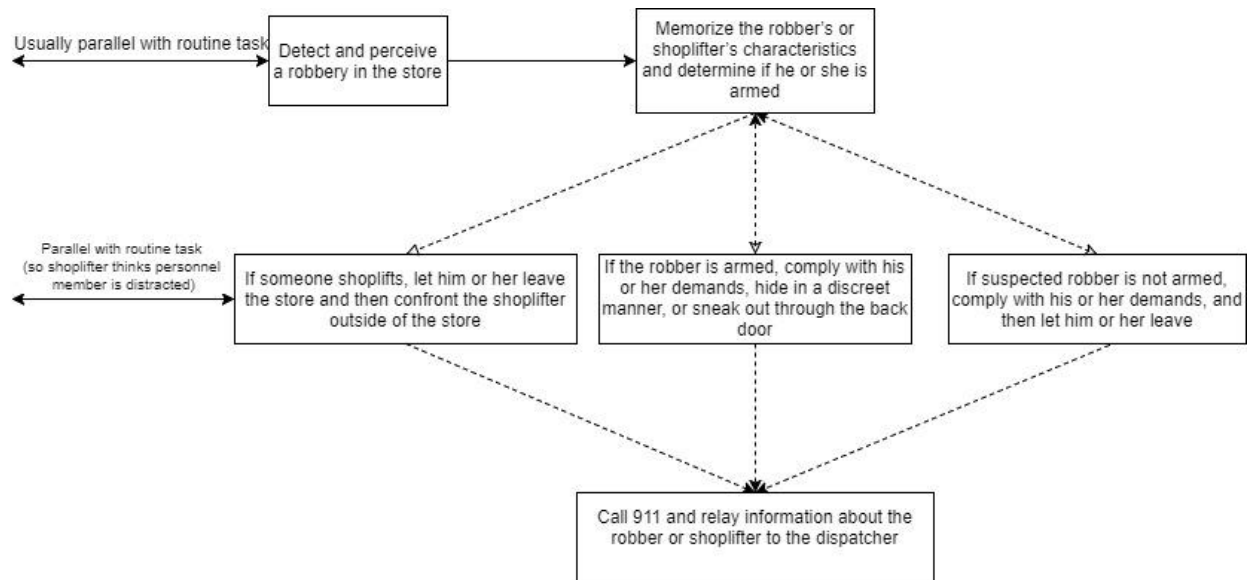 Usually parallel with routine task
Detect and perceive
a robbery in the store
Memorize the robber's or
shoplifter's characteristics
and determine if he or she is
armed
Parallel with routine task
(so shoplifter thinks personnel
member is distracted)
If someone shoplifts, let him or her leave
the store and then confront the shoplifter
outside of the store
If the robber is armed, comply with his
or her demands, hide in a discreet
manner, or sneak out through the back
door
If suspected robber is not armed,
comply with his or her demands, and
then let him or her leave
Call 911 and relay information about the
robber or shoplifter to the dispatcher